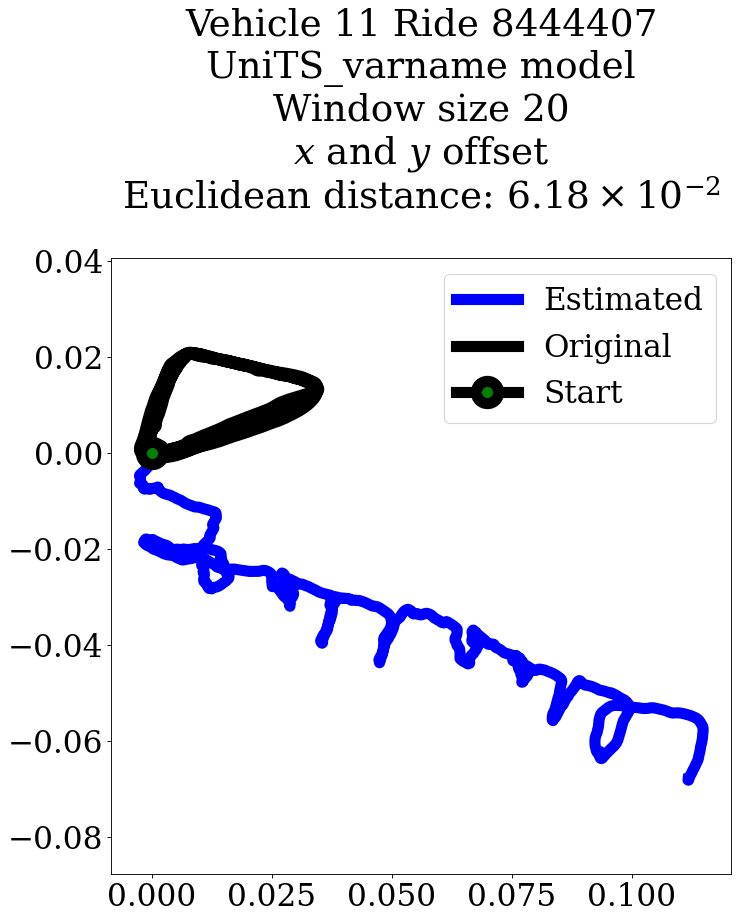 Vehicle 11 Ride 8444407
UniTS_varname model
Window size 20
x and y offset
Euclidean distance: 6.18 × 10⁻²
Estimated
Original
Start
0.04
0.02
0.00
−0.02
−0.04
−0.06
−0.08
0.000 0.025 0.050 0.075 0.100